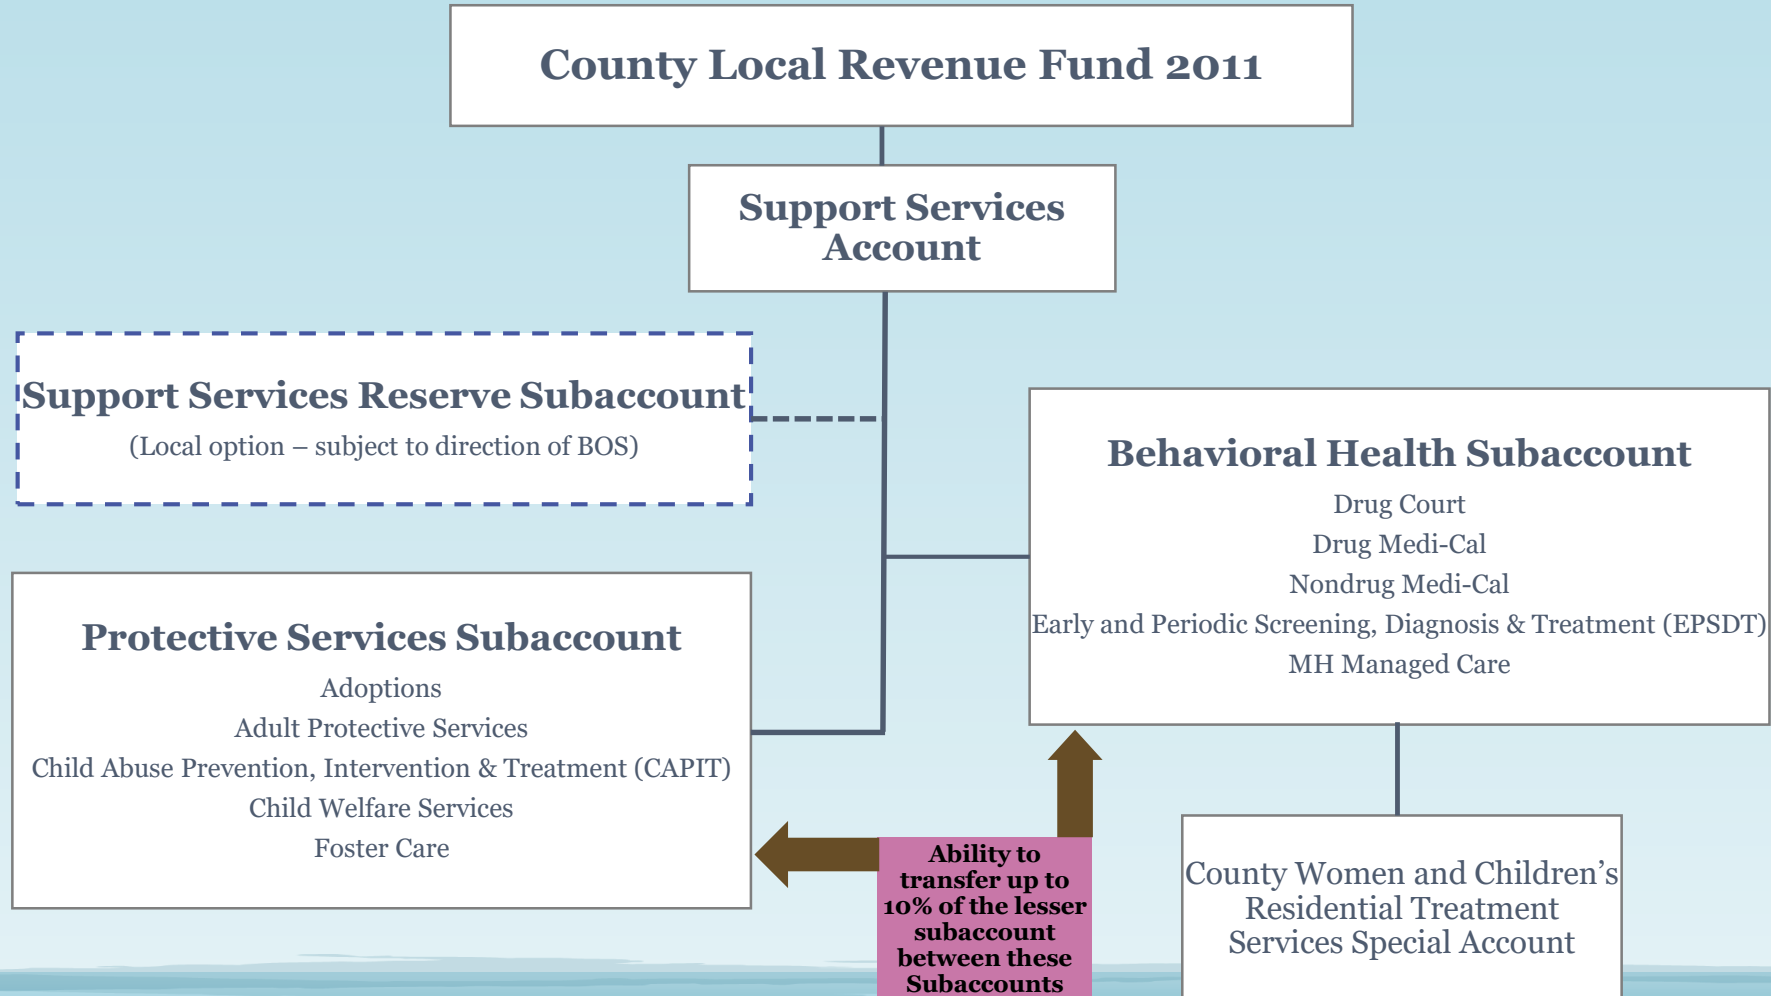 County Local Revenue Fund 2011
Support Services
Account
Support Services Reserve Subaccount
(Local option – subject to direction of BOS)
Behavioral Health Subaccount
Drug Court
Drug Medi-Cal
Nondrug Medi-Cal
Early and Periodic Screening, Diagnosis & Treatment (EPSDT)
MH Managed Care
Protective Services Subaccount
Adoptions
Adult Protective Services
Child Abuse Prevention, Intervention & Treatment (CAPIT)
Child Welfare Services
Foster Care
Ability to
transfer up to
10% of the lesser
subaccount
between these
Subaccounts
County Women and Children’s
Residential Treatment
Services Special Account